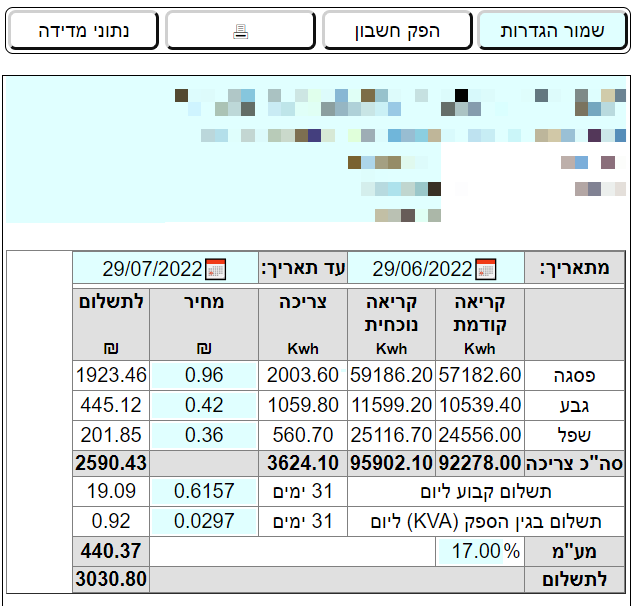 שמור הגדרות הפק חשבון נתוני מדידה
מתאריך: 29/06/2022 עד תאריך: 29/07/2022
קריאה קודמת Kwh קריאה נוכחית Kwh צריכה Kwh מחיר ₪ לתשלום ₪
פסגה 57182.60 59186.20 2003.60 0.96 1923.46
גבע 10539.40 11599.20 1059.80 0.42 445.12
שפל 24556.00 25116.70 560.70 0.36 201.85
סה"כ צריכה 92278.00 95902.10 3624.10 2590.43
תשלום קבוע ליום 31 ימים 0.6157 19.09
תשלום בגין הספק (KVA) ליום 31 ימים 0.0297 0.92
מע"מ 17.00% 440.37
לתשלום 3030.80